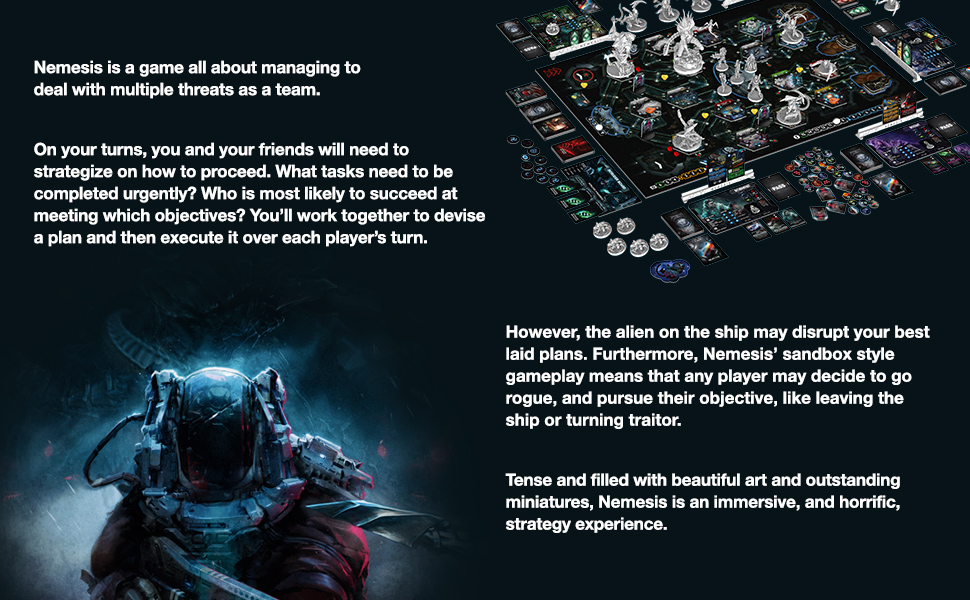 Nemesis is a game all about managing to
deal with multiple threats as a team.
On your turns, you and your friends will need to
strategize on how to proceed. What tasks need to be
completed urgently? Who is most likely to succeed at
meeting which objectives? You’ll work together to devise
a plan and then execute it over each player’s turn.
However, the alien on the ship may disrupt your best
laid plans. Furthermore, Nemesis’ sandbox style
gameplay means that any player may decide to go
rogue, and pursue their objective, like leaving the
ship or turning traitor.
Tense and filled with beautiful art and outstanding
miniatures, Nemesis is an immersive, and horrific,
strategy experience.